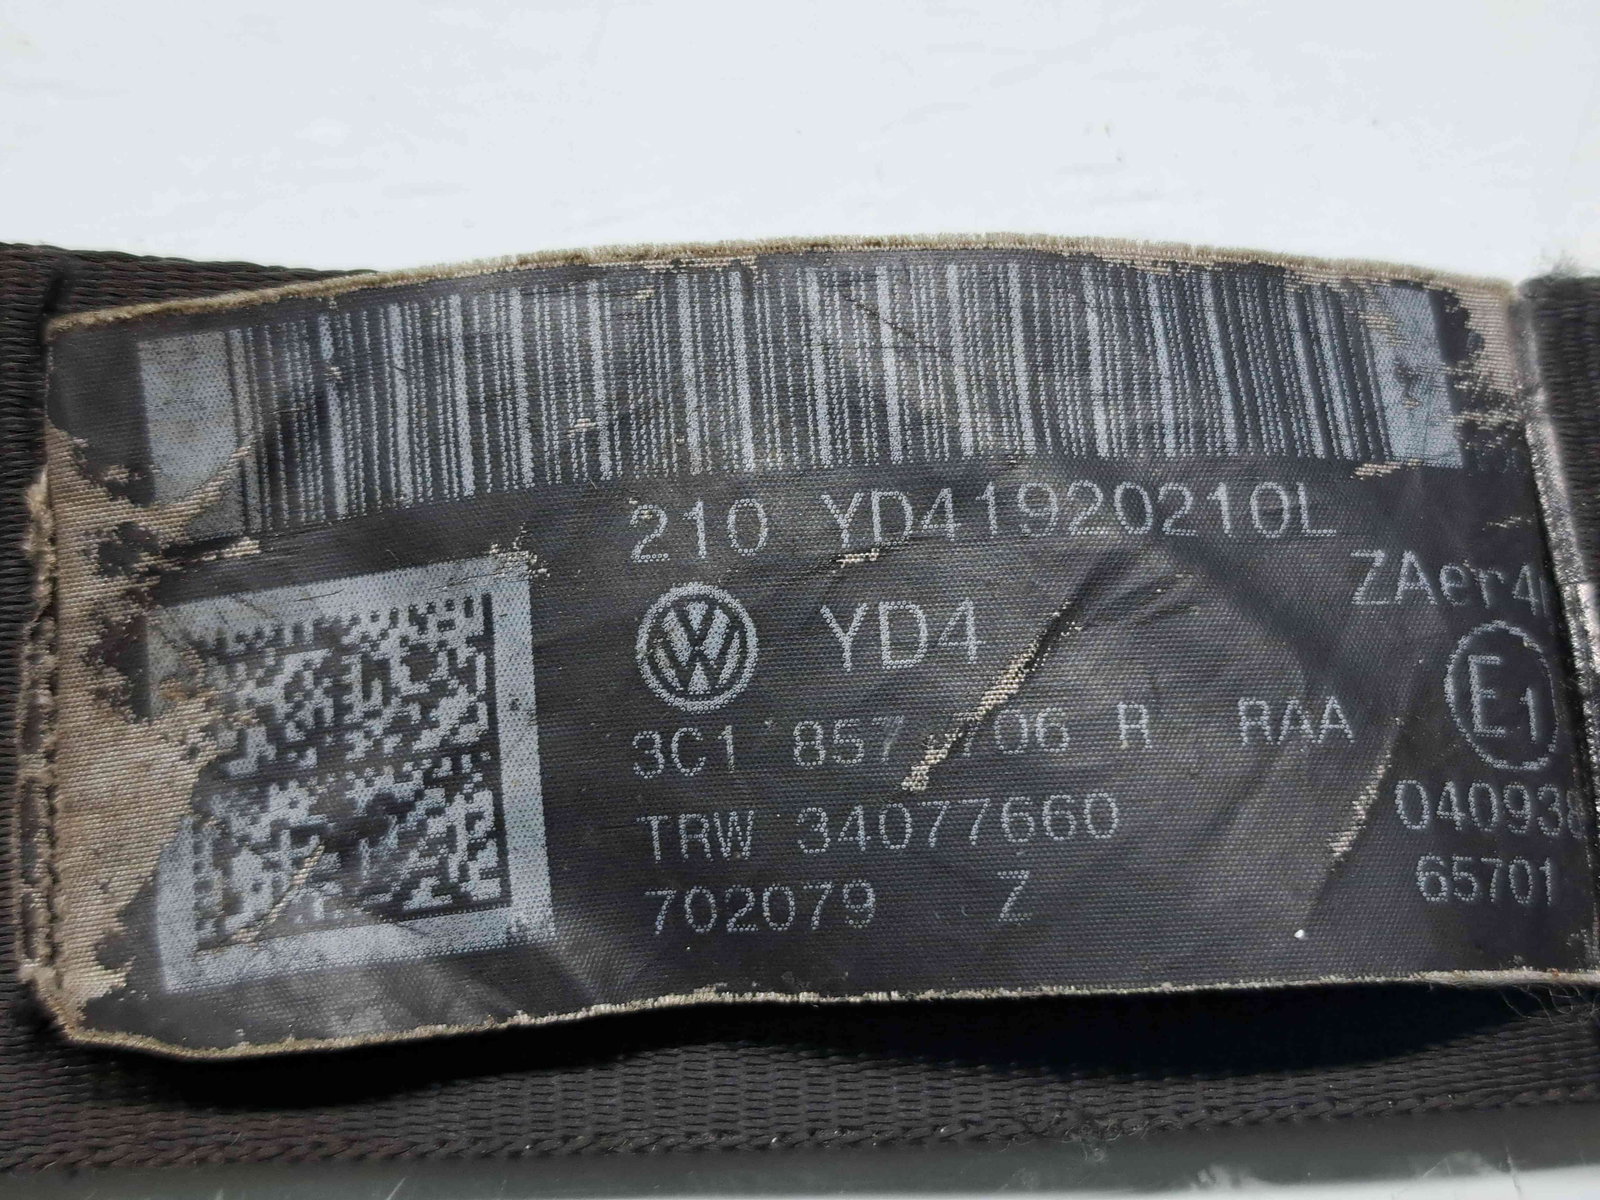 210 YD41920210L
ZAer4
YD4
E1
3C1 857 706 R RAA
TRW 34077660
040938
702079 Z
65701